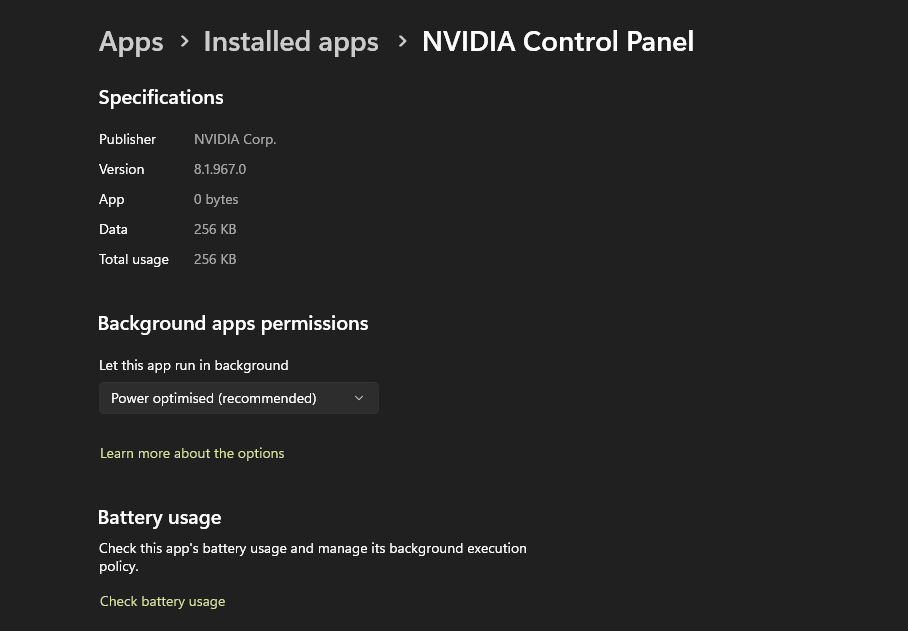 Apps > Installed apps > NVIDIA Control Panel
Specifications
Publisher NVIDIA Corp.
Version 8.1.967.0
App 0 bytes
Data 256 KB
Total usage 256 KB
Background apps permissions
Let this app run in background
Power optimised (recommended)
Learn more about the options
Battery usage
Check this app's battery usage and manage its background execution
policy.
Check battery usage